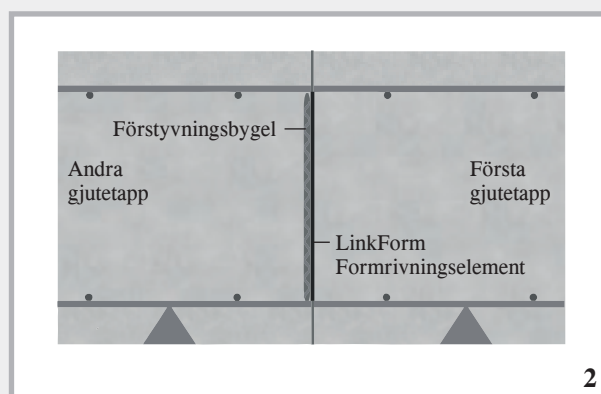 Förstyvningsbygel
Andra
gjutetapp
Första
gjutetapp
LinkForm
Formrivningselement
2